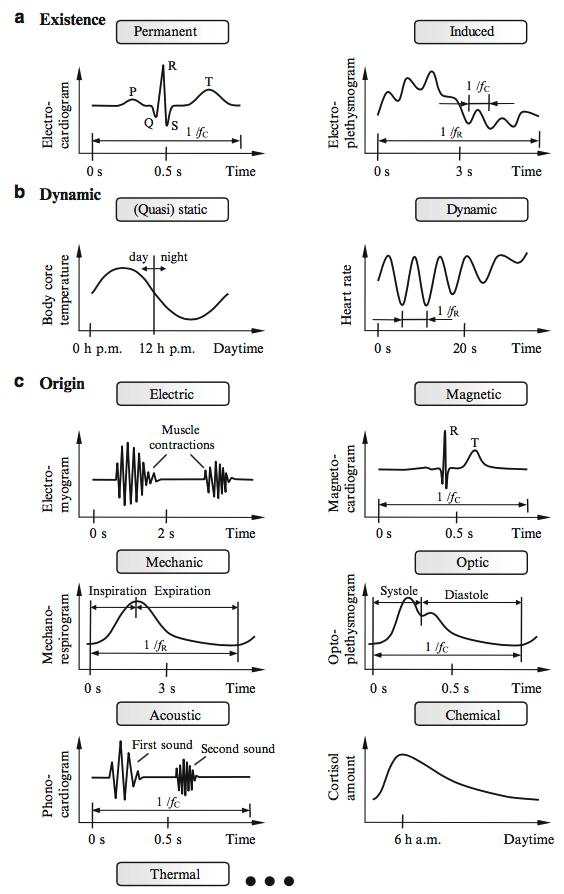 a Existence
Permanent
Induced
Electro-
cardiogram
P
Q
R
S
T
1 /fC
0 s
0.5 s
Time
Electro-
plethysmogram
1 /fC
1 /fR
0 s
3 s
Time
b Dynamic
(Quasi) static
Dynamic
Body core
temperature
day
night
0 h p.m.
12 h p.m.
Daytime
Heart rate
1 /fR
0 s
20 s
Time
c Origin
Electric
Magnetic
Electro-
myogram
Muscle
contractions
0 s
2 s
Time
Magneto-
cardiogram
R
T
1 /fC
0 s
0.5 s
Time
Mechanic
Optic
Mechano-
respirogram
Inspiration Expiration
1 /fR
0 s
3 s
Time
Opto-
plethysmogram
Systole
Diastole
1 /fC
0 s
0.5 s
Time
Acoustic
Chemical
Phono-
cardiogram
First sound
Second sound
1 /fC
0 s
0.5 s
Time
Cortisol
amount
6 h a.m.
Daytime
Thermal